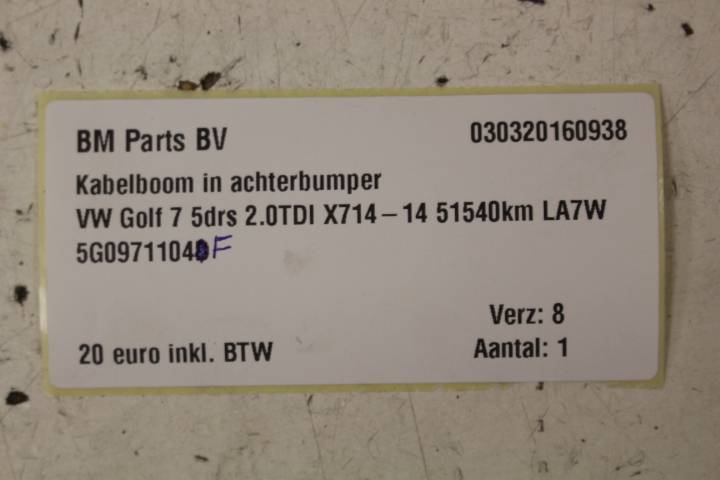 BM Parts BV 030320160938
Kabelboom in achterbumper
VW Golf 7 5drs 2.0TDI X714-14 51540km LA7W
5G0971104 F
Verz: 8
20 euro inkl. BTW Aantal: 1